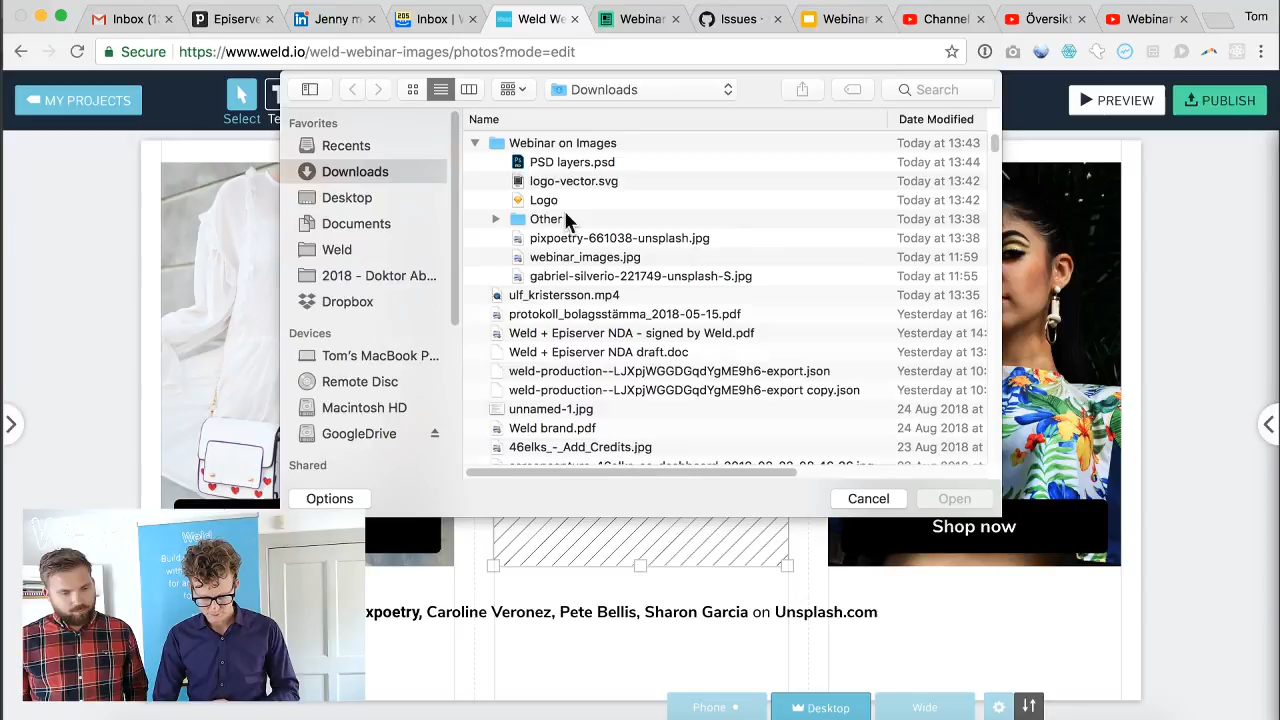 Inbox (1
Episerve
Jenny m
Inbox | W
Weld We
Webinar
Issues ·
Webinar
Channel
Översikt
Webinar
Tom
Secure
https://www.weld.io/weld-webinar-images/photos?mode=edit
MY PROJECTS
Select
Te
PREVIEW
PUBLISH
Downloads
Search
Favorites
Recents
Downloads
Desktop
Documents
Weld
2018 - Doktor Ab...
Dropbox
Devices
Tom's MacBook P...
Remote Disc
Macintosh HD
GoogleDrive
Shared
Name
Date Modified
Webinar on Images
Today at 13:43
PSD layers.psd
Today at 13:44
logo-vector.svg
Today at 13:42
Logo
Today at 13:42
Other
Today at 13:38
pixpoetry-661038-unsplash.jpg
Today at 13:38
webinar_images.jpg
Today at 11:59
gabriel-silverio-221749-unsplash-S.jpg
Today at 11:55
ulf_kristersson.mp4
Today at 13:35
protokoll_bolagsstämma_2018-05-15.pdf
Yesterday at 16:
Weld + Episerver NDA - signed by Weld.pdf
Yesterday at 14:
Weld + Episerver NDA draft.doc
Yesterday at 13:
weld-production--LJXpjWGGDGqdYgME9h6-export.json
Yesterday at 10:
weld-production--LJXpjWGGDGqdYgME9h6-export copy.json
Yesterday at 10:
unnamed-1.jpg
24 Aug 2018 at
Weld brand.pdf
24 Aug 2018 at
46elks_-_Add_Credits.jpg
23 Aug 2018 at
Options
Cancel
Open
Shop now
Weld
xpoetry, Caroline Veronez, Pete Bellis, Sharon Garcia on Unsplash.com
Phone
Desktop
Wide